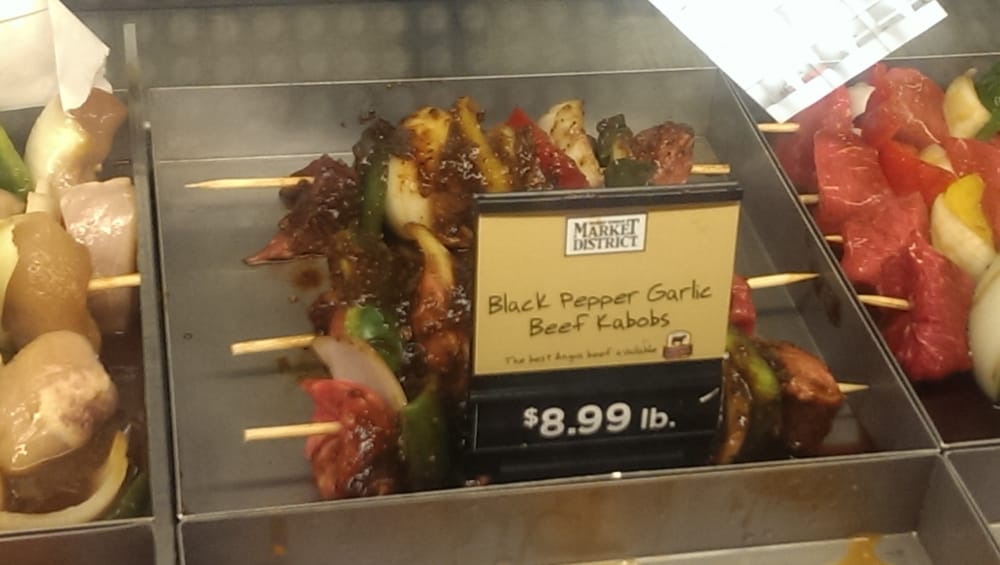 MARKET
DISTRICT
Black Pepper Garlic
Beef Kabobs
The best Angus beef available
$8.99 lb.